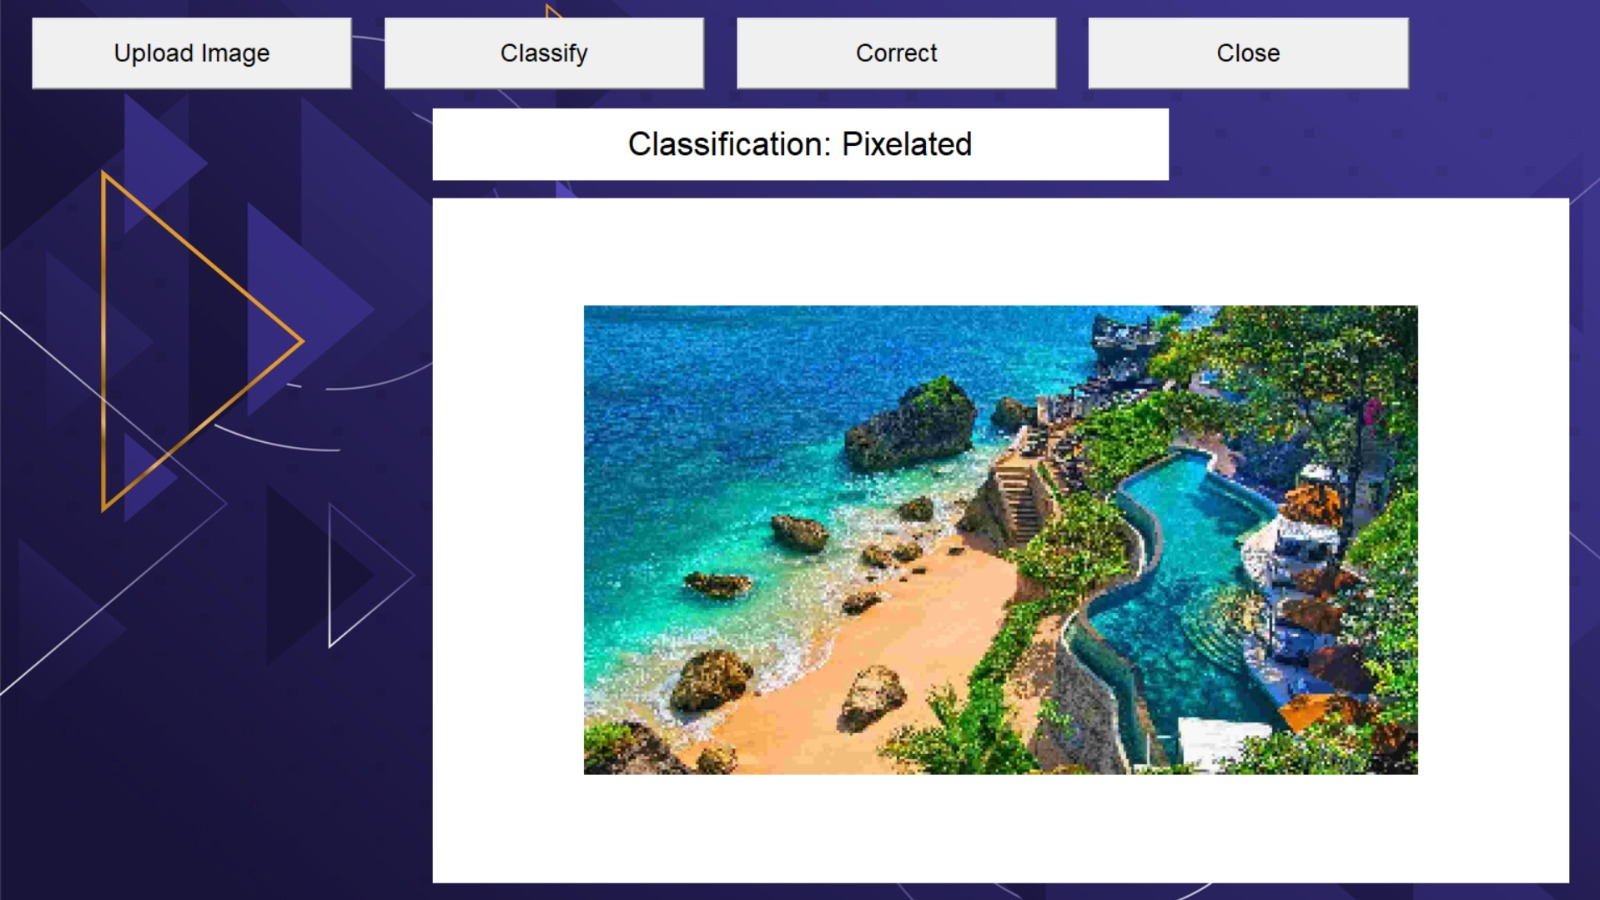 Upload Image
Classify
Correct
Close
Classification: Pixelated